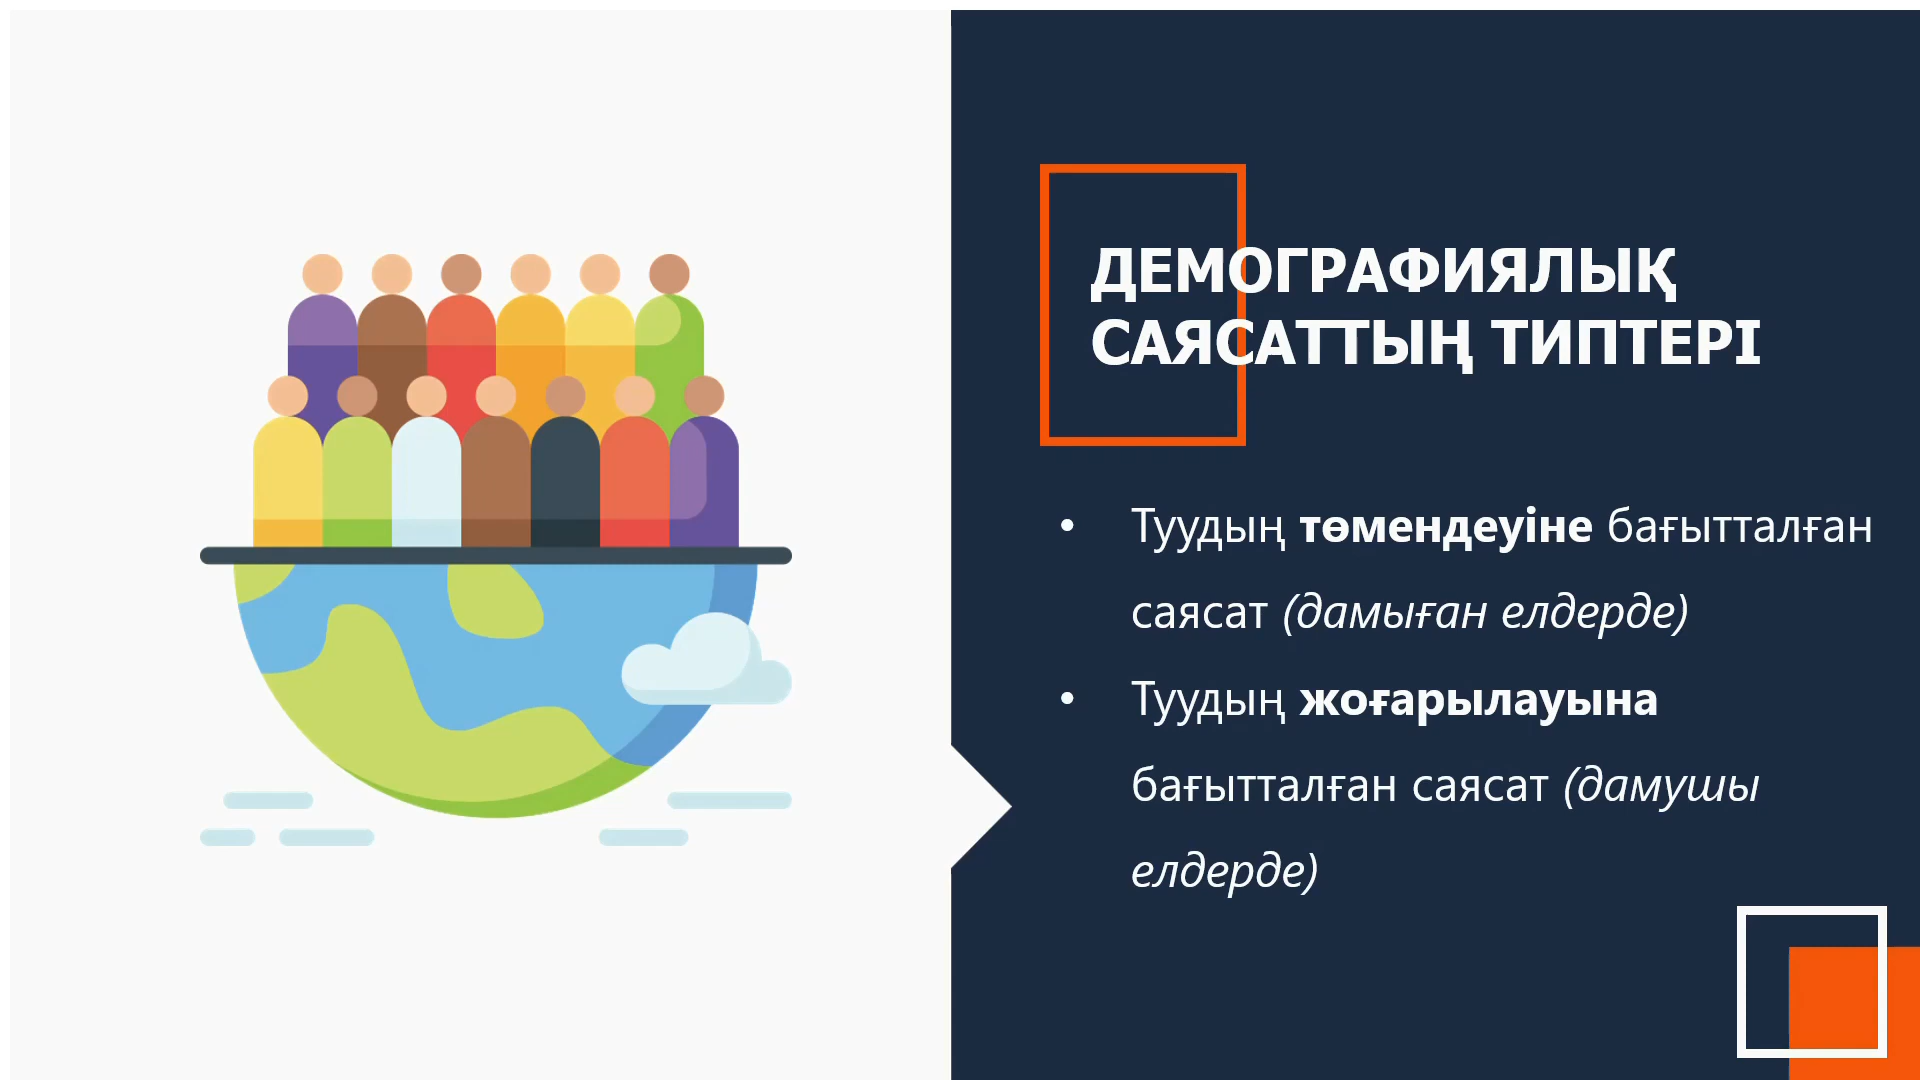 ДЕМОГРАФИЯЛЫҚ
САЯСАТТЫҢ ТИПТЕРІ
• Туудың төмендеуіне бағытталған
саясат (дамыған елдерде)
• Туудың жоғарылауына
бағытталған саясат (дамушы
елдерде)